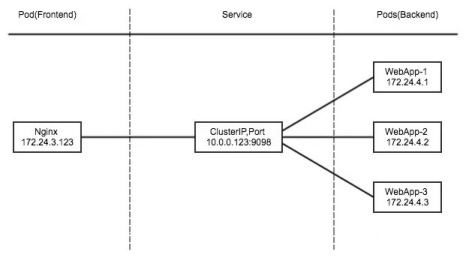 Pod(Frontend)
Service
Pods(Backend)
WebApp-1
172.24.4.1
Nginx
172.24.3.123
ClusterIP,Port
10.0.0.123:9098
WebApp-2
172.24.4.2
WebApp-3
172.24.4.3